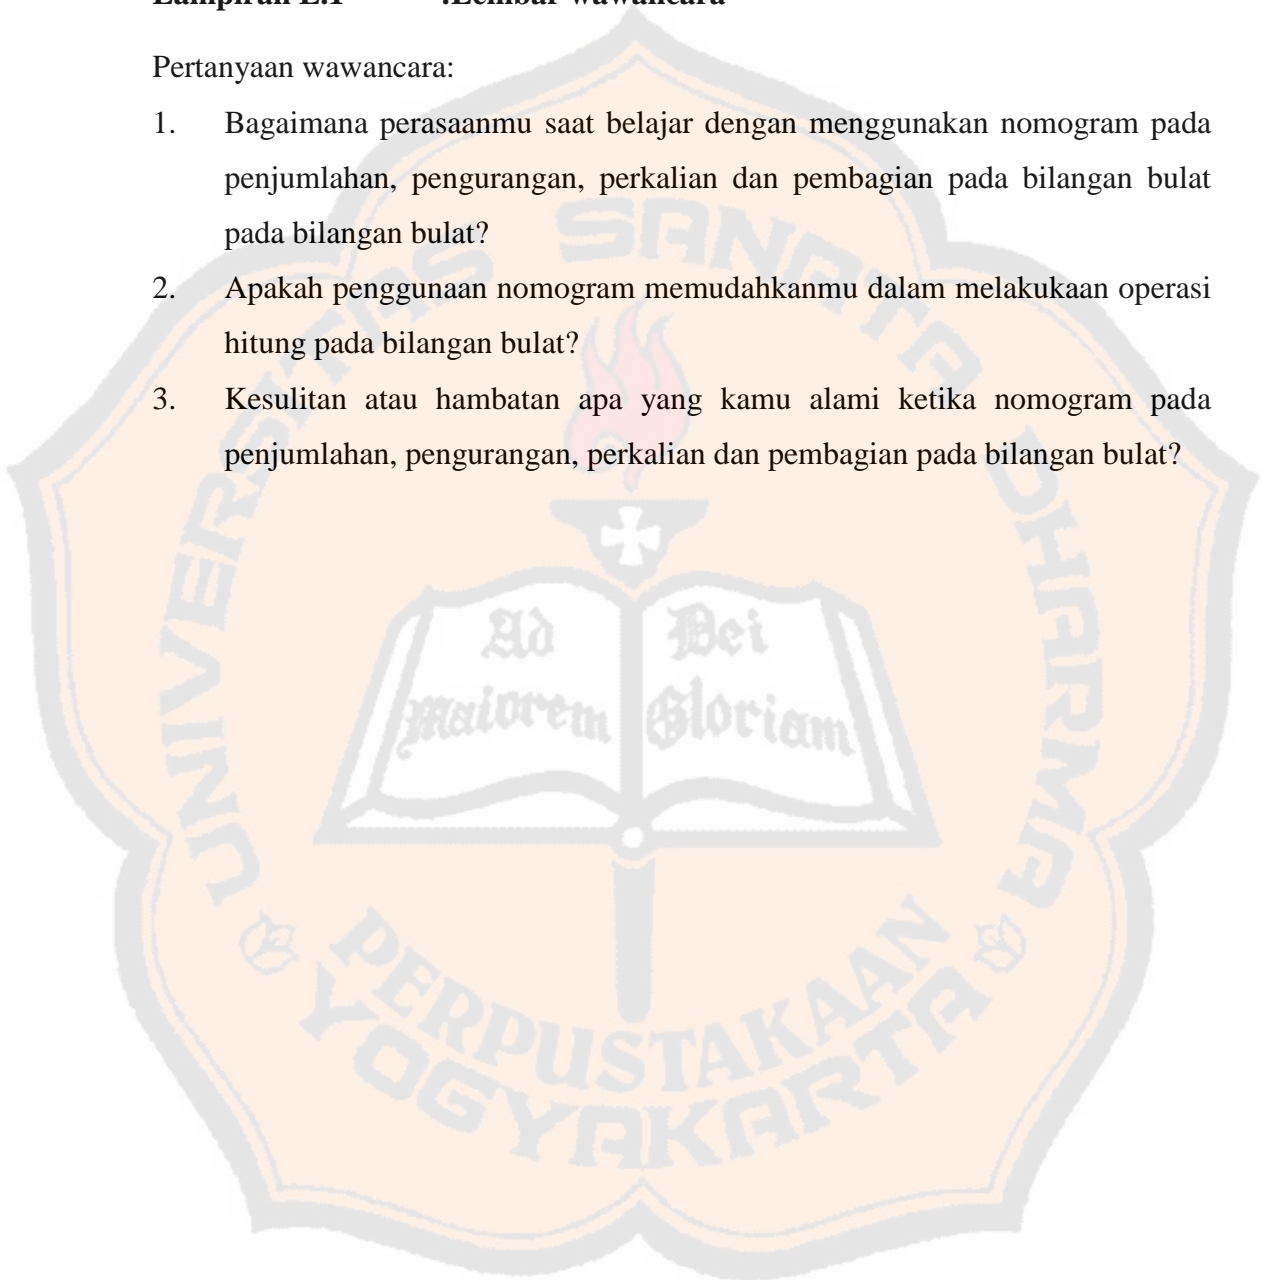 Lampiran E.1 :Lembar wawancara
Pertanyaan wawancara:
1. Bagaimana perasaanmu saat belajar dengan menggunakan nomogram pada
penjumlahan, pengurangan, perkalian dan pembagian pada bilangan bulat
pada bilangan bulat?
2. Apakah penggunaan nomogram memudahkanmu dalam melakukaan operasi
hitung pada bilangan bulat?
3. Kesulitan atau hambatan apa yang kamu alami ketika nomogram pada
penjumlahan, pengurangan, perkalian dan pembagian pada bilangan bulat?
UNIVERSITAS SANATA DHARMA
Ad Dei
maiorem Gloriam
PERPUSTAKAAN
YOGYAKARTA